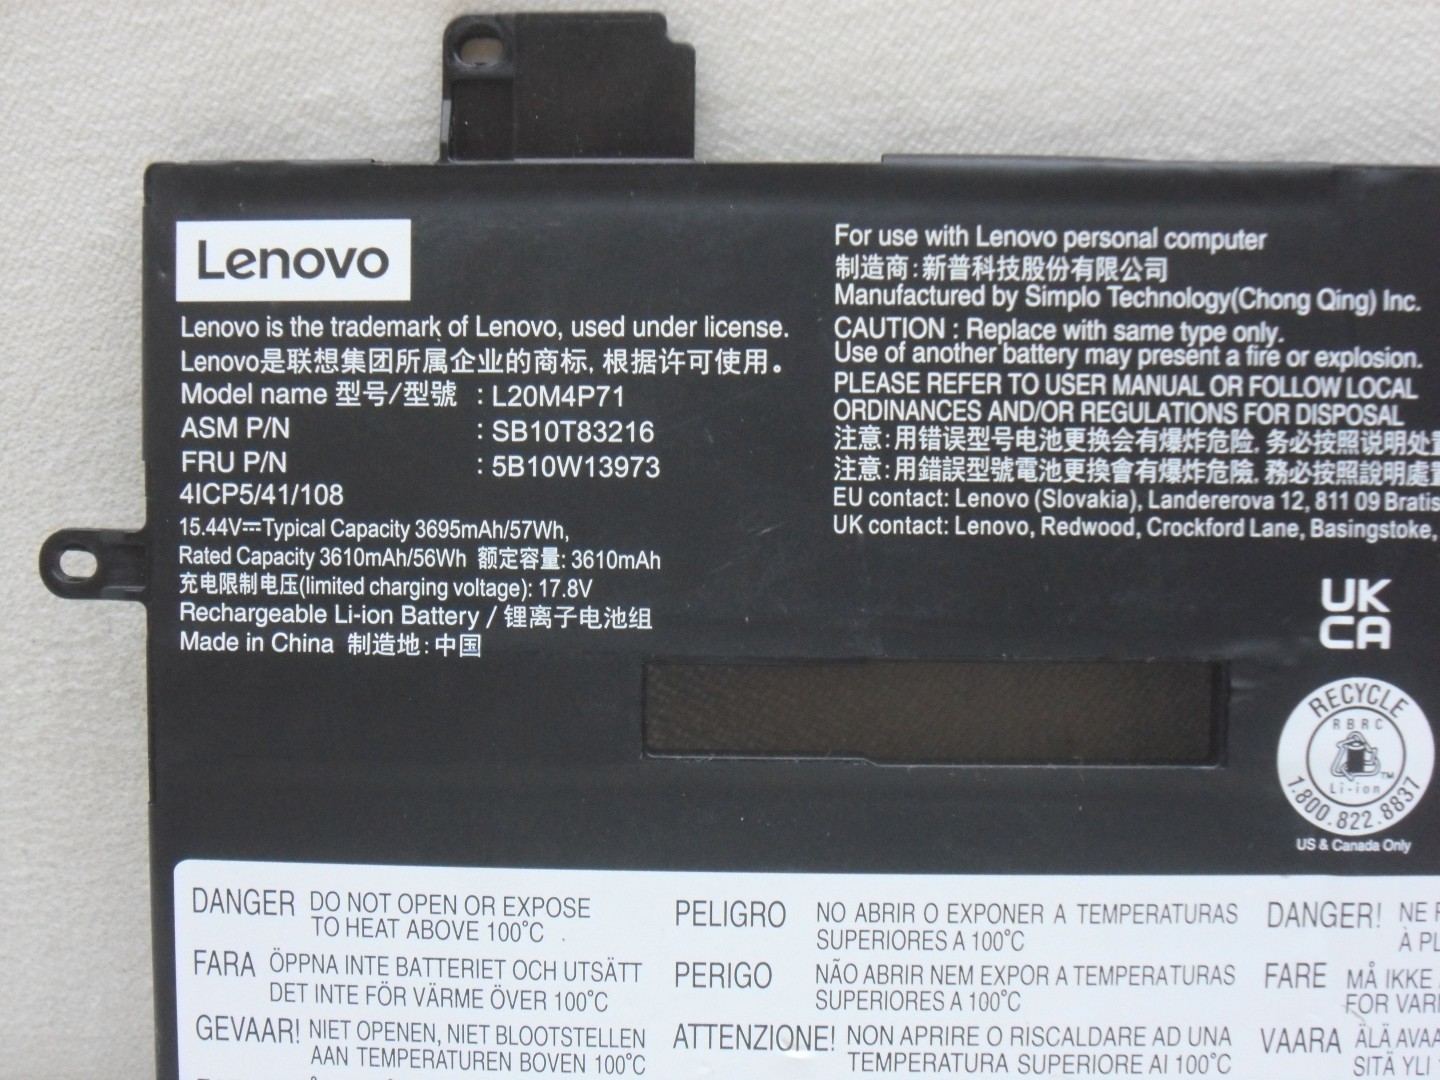 Lenovo
Lenovo is the trademark of Lenovo, used under license.
Lenovo是联想集团所属企业的商标, 根据许可使用。
Model name 型号/型號 : L20M4P71
ASM P/N : SB10T83216
FRU P/N : 5B10W13973
4ICP5/41/108
15.44V⎓Typical Capacity 3695mAh/57Wh,
Rated Capacity 3610mAh/56Wh 额定容量: 3610mAh
充电限制电压(limited charging voltage): 17.8V
Rechargeable Li-ion Battery / 锂离子电池组
Made in China 制造地: 中国
For use with Lenovo personal computer
制造商: 新普科技股份有限公司
Manufactured by Simplo Technology(Chong Qing) Inc.
CAUTION : Replace with same type only.
Use of another battery may present a fire or explosion.
PLEASE REFER TO USER MANUAL OR FOLLOW LOCAL
ORDINANCES AND/OR REGULATIONS FOR DISPOSAL
注意: 用错误型号电池更换会有爆炸危险, 务必按照说明处置
注意: 用錯誤型號電池更換會有爆炸危險, 務必按照說明處置
EU contact: Lenovo (Slovakia), Landererova 12, 811 09 Bratis
UK contact: Lenovo, Redwood, Crockford Lane, Basingstoke,
UK
CA
RECYCLE
RBRC
Li-ion
TM
1.800.822.8837
US & Canada Only
DANGER DO NOT OPEN OR EXPOSE
TO HEAT ABOVE 100°C
FARA ÖPPNA INTE BATTERIET OCH UTSÄTT
DET INTE FÖR VÄRME ÖVER 100°C
GEVAAR! NIET OPENEN, NIET BLOOTSTELLEN
AAN TEMPERATUREN BOVEN 100°C
PELIGRO NO ABRIR O EXPONER A TEMPERATURAS
SUPERIORES A 100°C
PERIGO NÃO ABRIR NEM EXPOR A TEMPERATURAS
SUPERIORES A 100°C
ATTENZIONE! NON APRIRE O RISCALDARE AD UNA
TEMPERATURA SUPERIORE AI 100°C
DANGER! NE
À PL
FARE MÅ IKKE
FOR VAR
VAARA ÄLÄ AVAA
SITÄ YLI